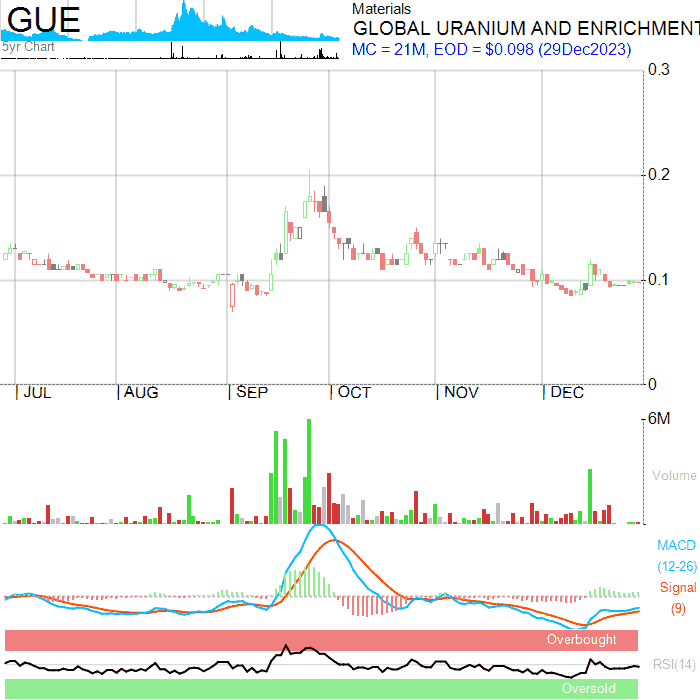 GUE
5yr Chart
Materials
GLOBAL URANIUM AND ENRICHMENT
MC = 21M, EOD = $0.098 (29Dec2023)
0.3
0.2
0.1
0
JUL
AUG
SEP
OCT
NOV
DEC
6M
Volume
MACD
(12-26)
Signal
(9)
Overbought
RSI(14)
Oversold